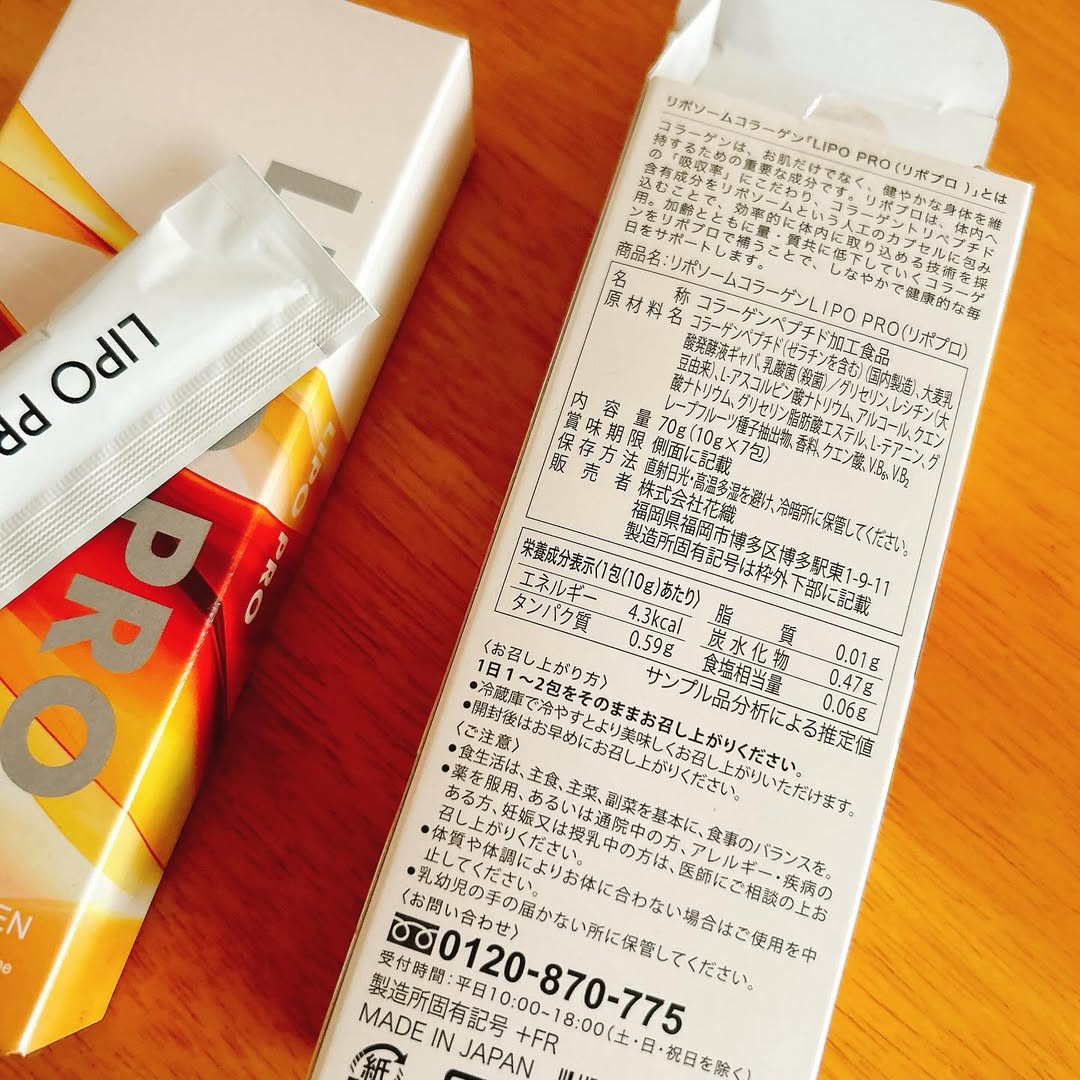 LIPO PR
LIPO PRO
PRO
EN
ne
リポソームコラーゲン「LIPO PRO(リポプロ)」とは
コラーゲンは、お肌だけでなく、健やかな身体を維
持するための重要な成分です。リポプロは、体内へ
の「吸収率」にこだわり、コラーゲントリペプチド
含有成分をリポソームという人工のカプセルに包み
込むことで、効率的に体内に取り込める技術を採
用。加齢とともに量・質共に低下していくコラーゲ
ンをリポプロで補うことで、しなやかで健康的な毎
日をサポートします。
商品名:リポソームコラーゲンLIPO PRO(リポプロ)
名称 コラーゲンペプチド加工食品
原材料名 コラーゲンペプチド(ゼラチンを含む)(国内製造)、大麦乳
酸発酵液ギャバ、乳酸菌(殺菌)/グリセリン、レシチン(大
豆由来)、L-アスコルビン酸ナトリウム、アルコール、クエン
酸ナトリウム、グリセリン脂肪酸エステル、L-テアニン、グ
レープフルーツ種子抽出物、香料、クエン酸、V.B₆、V.B₂
内容量 70g(10g×7包)
賞味期限 側面に記載
保存方法 直射日光・高温多湿を避け、冷暗所に保管してください。
販売者 株式会社花織
福岡県福岡市博多区博多駅東1-9-11
製造所固有記号は枠外下部に記載
栄養成分表示(1包(10g)あたり)
エネルギー 4.3kcal
タンパク質 0.59g
脂質 0.01g
炭水化物 0.47g
食塩相当量 0.06g
サンプル品分析による推定値
〈お召し上がり方〉
1日1〜2包をそのままお召し上がりください。
●冷蔵庫で冷やすとより美味しくお召し上がりいただけます。
●開封後はお早めにお召し上がりください。
〈ご注意〉
●食生活は、主食、主菜、副菜を基本に、食事のバランスを。
●薬を服用、あるいは通院中の方、アレルギー・疾病の
ある方、妊娠又は授乳中の方は、医師にご相談の上お
召し上がりください。
●体質や体調によりお体に合わない場合はご使用を中
止してください。
●乳幼児の手の届かない所に保管してください。
〈お問い合わせ〉
0120-870-775
受付時間:平日10:00-18:00(土・日・祝日を除く)
製造所固有記号 +FR
MADE IN JAPAN
紙